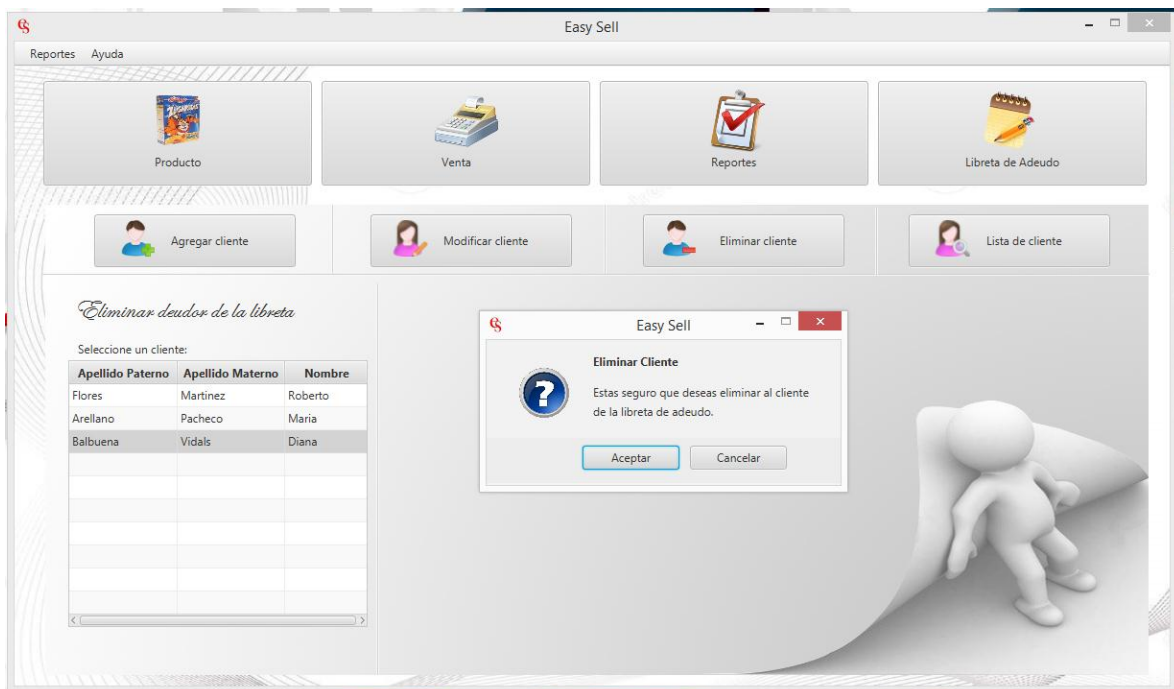 Easy Sell
Reportes Ayuda
Producto
Venta
Reportes
Libreta de Adeudo
Agregar cliente
Modificar cliente
Eliminar cliente
Lista de cliente
Eliminar deudor de la libreta
Seleccione un cliente:
Apellido Paterno Apellido Materno Nombre
Flores Martinez Roberto
Arellano Pacheco Maria
Balbuena Vidals Diana
Easy Sell
Eliminar Cliente
Estas seguro que deseas eliminar al cliente
de la libreta de adeudo.
Aceptar Cancelar